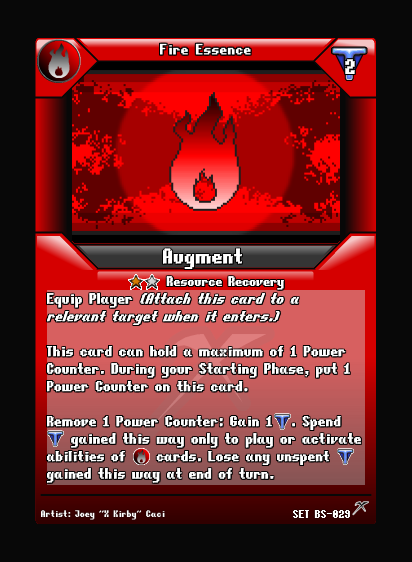 Fire Essence
2
Augment
Resource Recovery
Equip Player (Attach this card to a
relevant target when it enters.)
This card can hold a maximum of 1 Power
Counter. During your Starting Phase, put 1
Power Counter on this card.
Remove 1 Power Counter: Gain 1. Spend
gained this way only to play or activate
abilities of cards. Lose any unspent
gained this way at end of turn.
Artist: Joey "X Kirby" Caci
SET BS-029